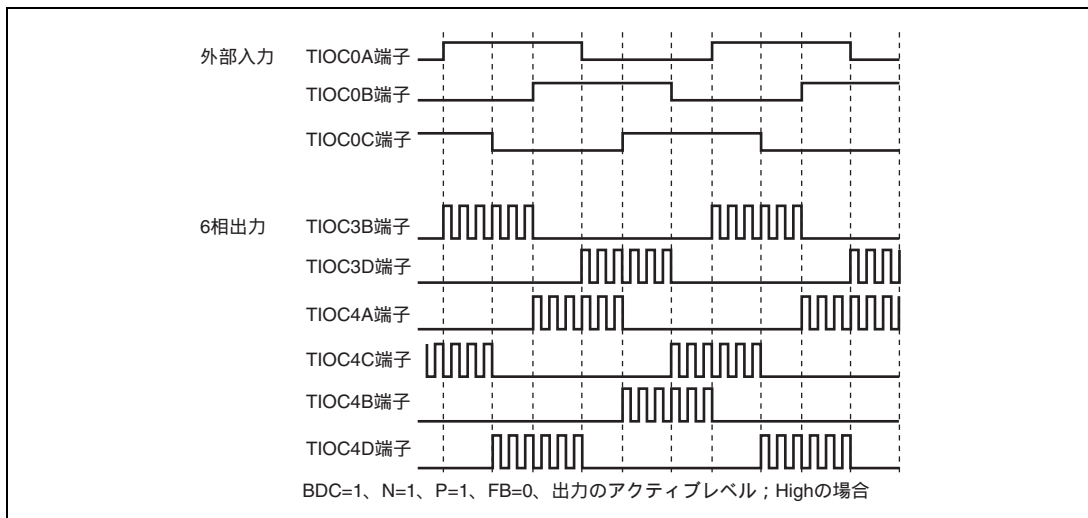 外部入力 TIOC0A端子
TIOC0B端子
TIOC0C端子
6相出力 TIOC3B端子
TIOC3D端子
TIOC4A端子
TIOC4C端子
TIOC4B端子
TIOC4D端子
BDC=1、N=1、P=1、FB=0、出力のアクティブレベル；Highの場合